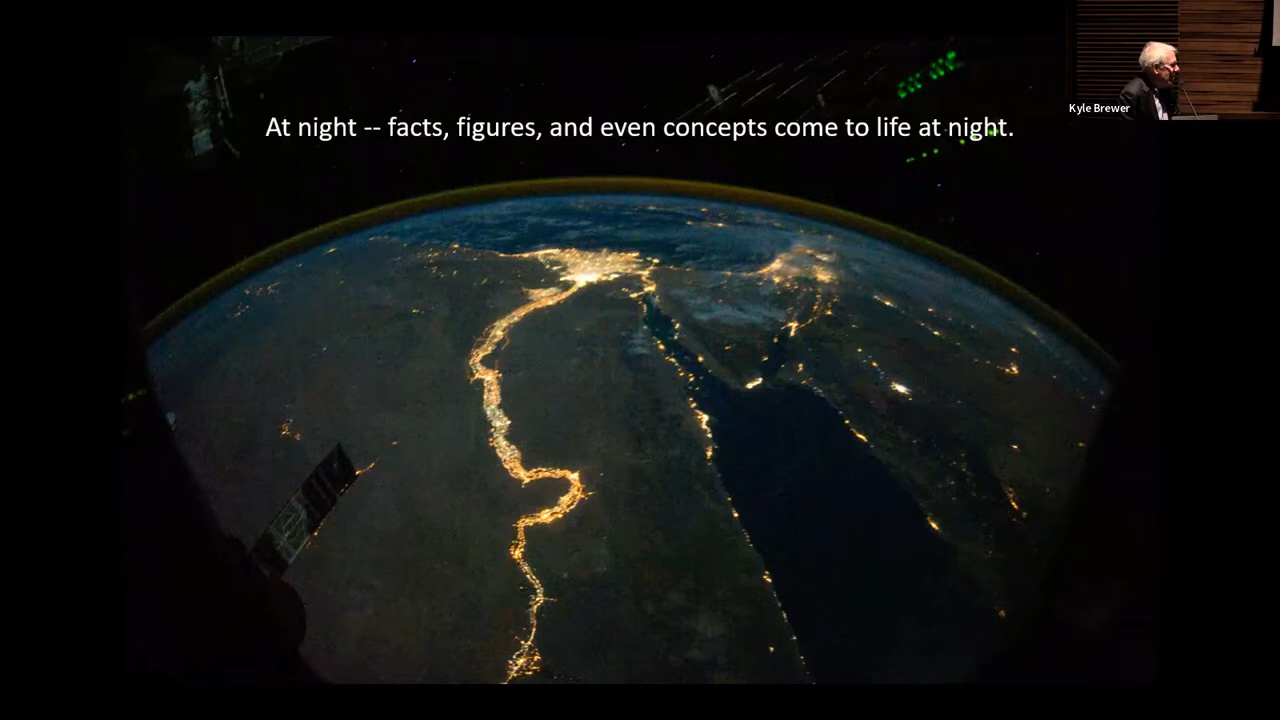 At night -- facts, figures, and even concepts come to life at night.
Kyle Brewer